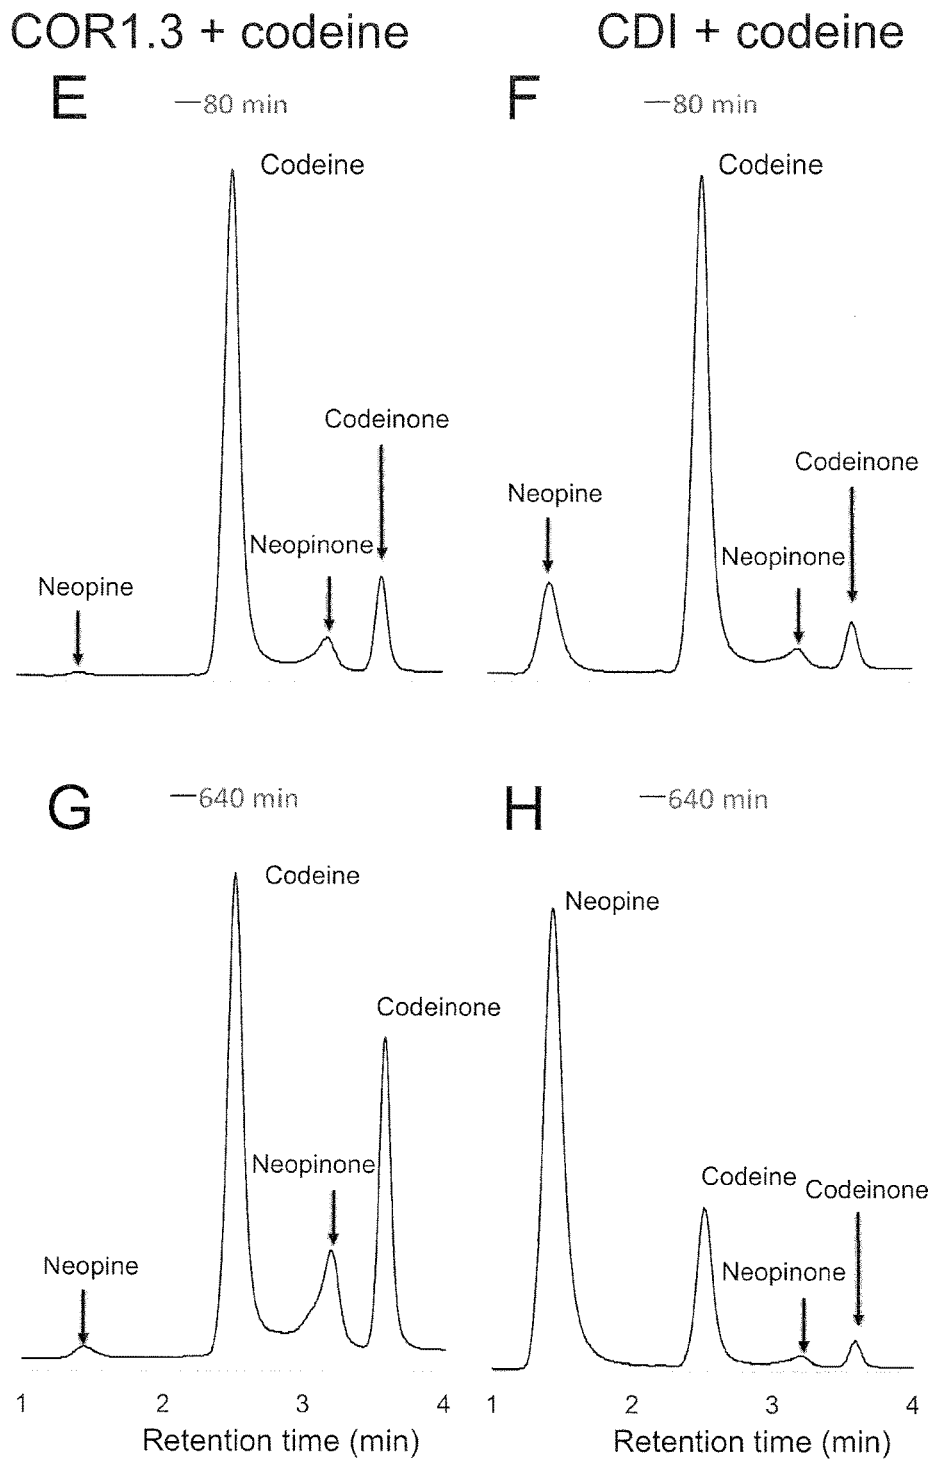 COR1.3 + codeine
CDI + codeine
E
—80 min
F
—80 min
Codeine
Codeine
Codeinone
Codeinone
Neopine
Neopinone
Neopinone
Neopine
G
—640 min
H
—640 min
Codeine
Neopine
Codeinone
Neopinone
Codeine
Codeinone
Neopine
Neopinone
1 2 3 4
1 2 3 4
Retention time (min)
Retention time (min)